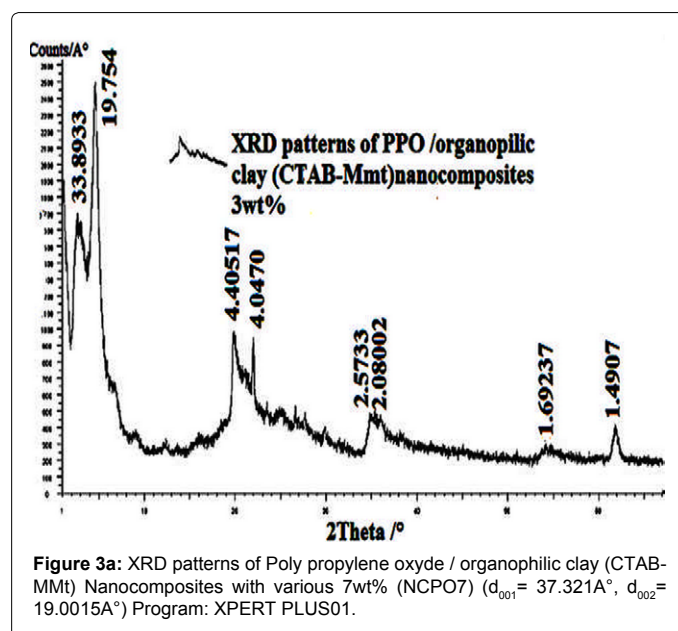 Counts/A°
33.8933
19.754
XRD patterns of PPO /organopilic
clay (CTAB-Mmt)nanocomposites
3wt%
4.40517
4.0470
2.5733
2.08002
1.69237
1.4907
2Theta /°
Figure 3a: XRD patterns of Poly propylene oxyde / organophilic clay (CTAB-
MMt) Nanocomposites with various 7wt% (NCPO7) (d001= 37.321A°, d002=
19.0015A°) Program: XPERT PLUS01.